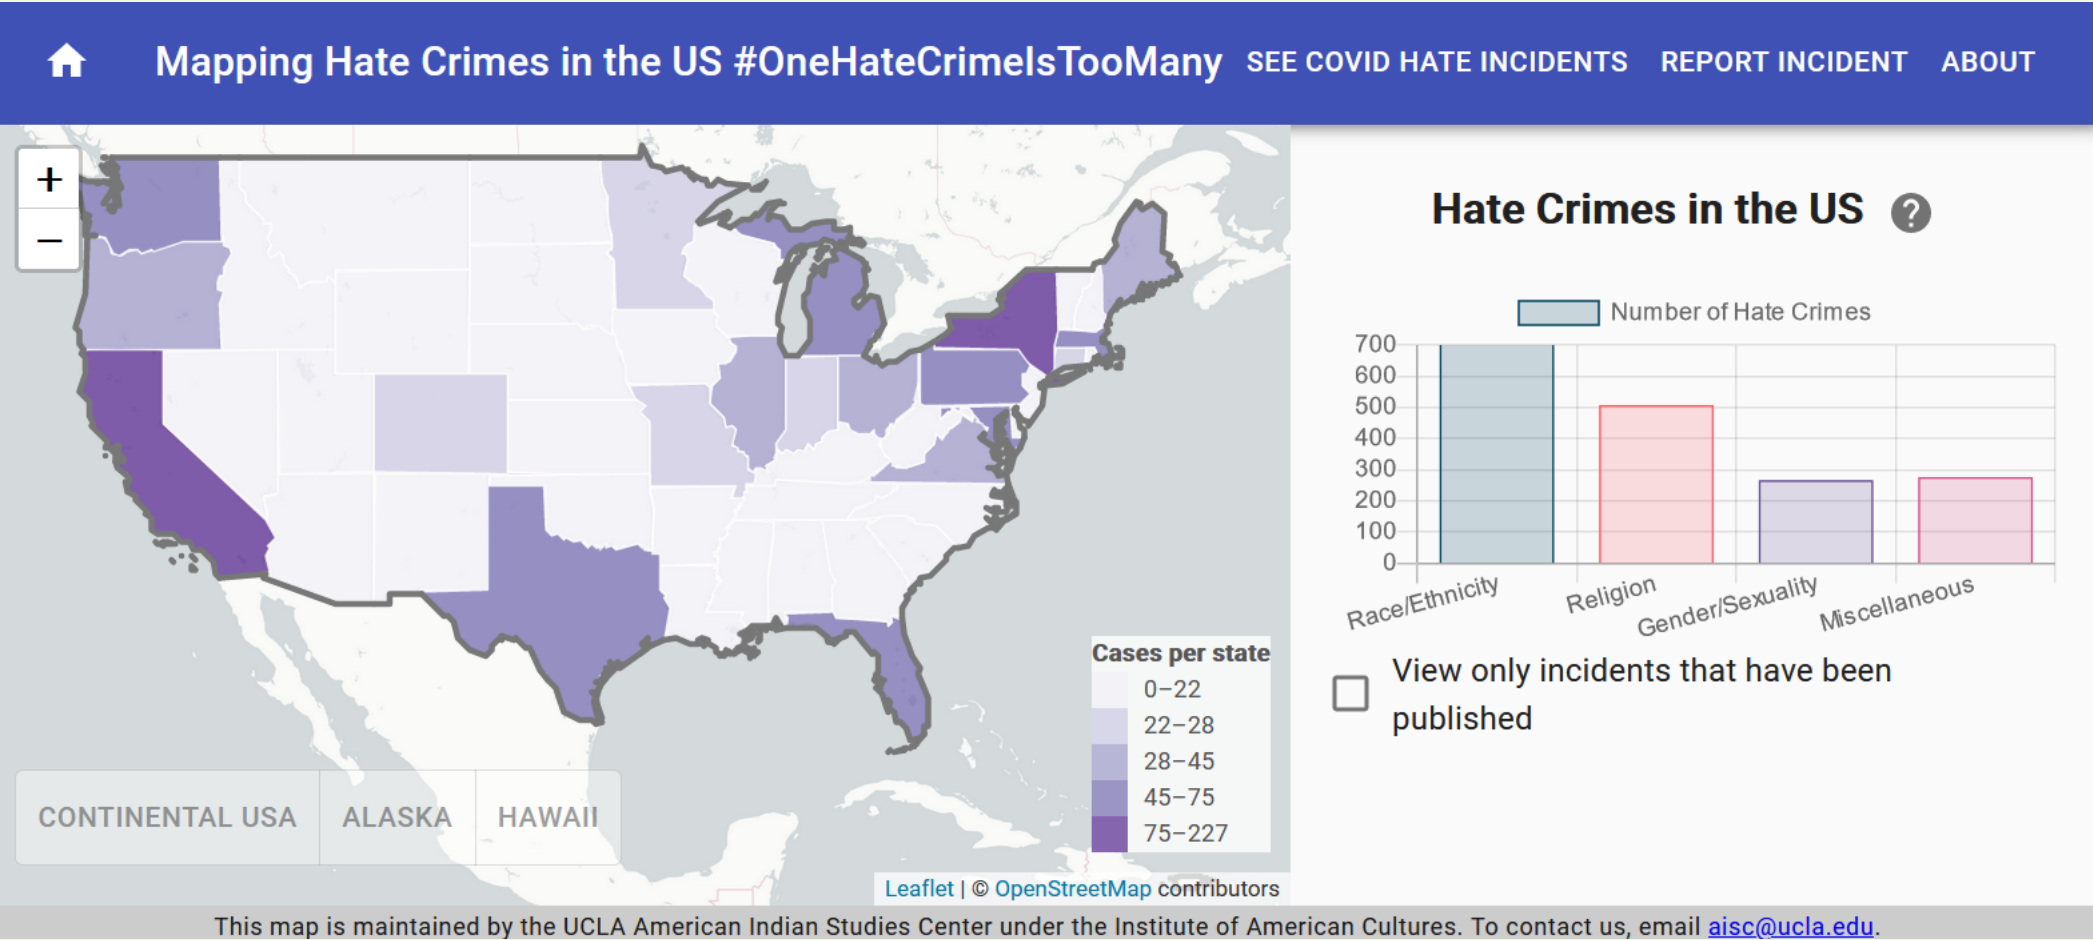 Mapping Hate Crimes in the US #OneHateCrimeIsTooMany SEE COVID HATE INCIDENTS REPORT INCIDENT ABOUT
+
−
Cases per state
0–22
22–28
28–45
45–75
75–227
CONTINENTAL USA ALASKA HAWAII
Leaflet | © OpenStreetMap contributors
Hate Crimes in the US ?
Number of Hate Crimes
700
600
500
400
300
200
100
0
Race/Ethnicity
Religion
Gender/Sexuality
Miscellaneous
View only incidents that have been
published
This map is maintained by the UCLA American Indian Studies Center under the Institute of American Cultures. To contact us, email aisc@ucla.edu.